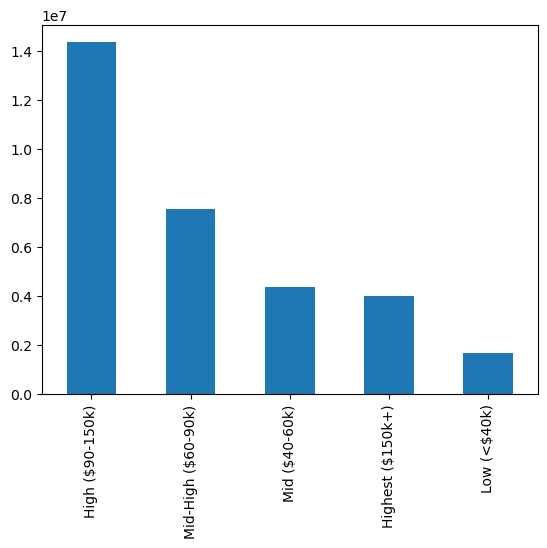 1e7
1.4
1.2
1.0
0.8
0.6
0.4
0.2
0.0
High ($90-150k)
Mid-High ($60-90k)
Mid ($40-60k)
Highest ($150k+)
Low (<$40k)